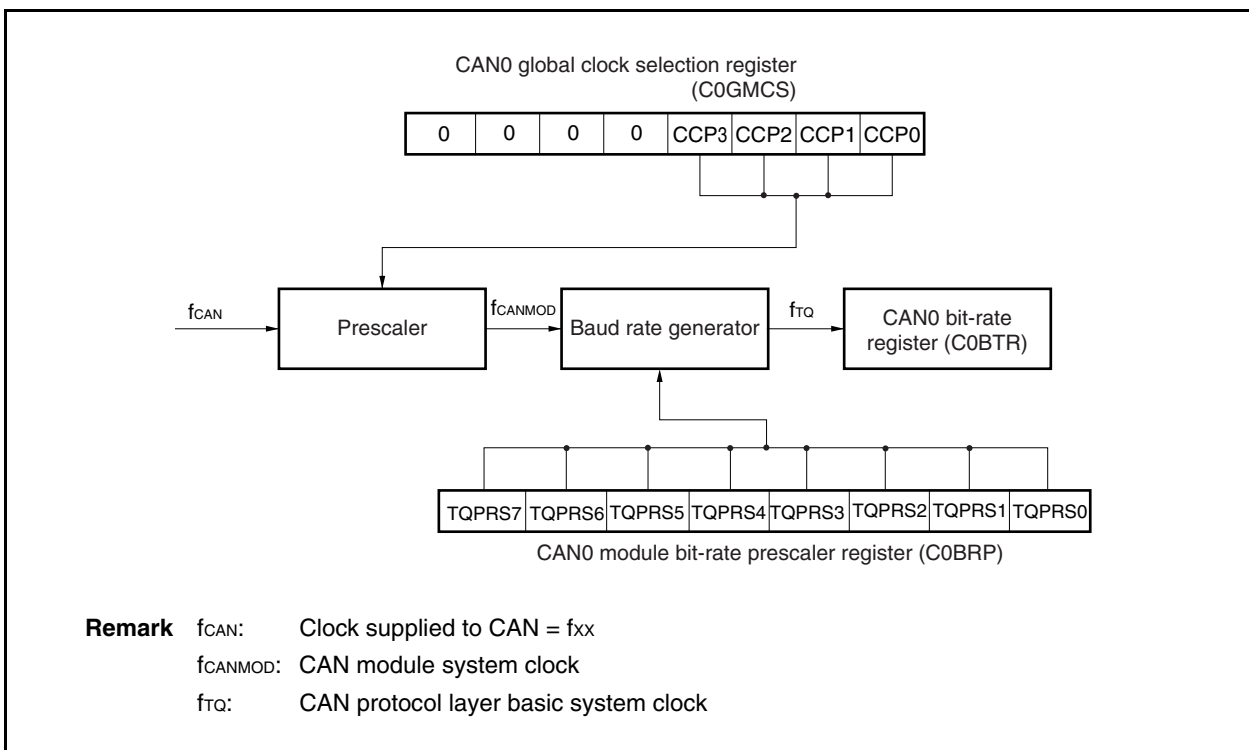 CAN0 global clock selection register
(C0GMCS)
0 0 0 0 CCP3 CCP2 CCP1 CCP0
fCAN
Prescaler
fCANMOD
Baud rate generator
fTQ
CAN0 bit-rate
register (C0BTR)
TQPRS7 TQPRS6 TQPRS5 TQPRS4 TQPRS3 TQPRS2 TQPRS1 TQPRS0
CAN0 module bit-rate prescaler register (C0BRP)
Remark fCAN: Clock supplied to CAN = fXX
fCANMOD: CAN module system clock
fTQ: CAN protocol layer basic system clock